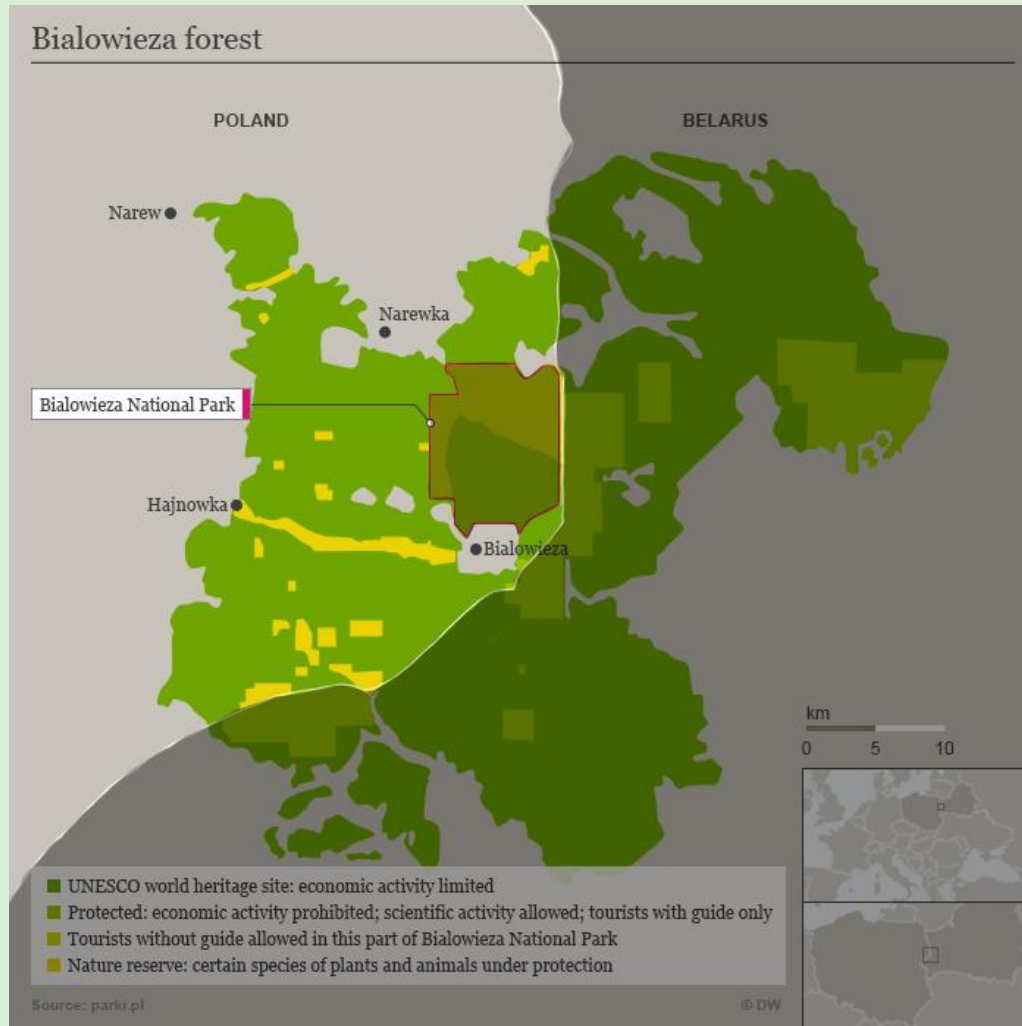 Bialowieza forest
POLAND
BELARUS
Narew
Narewka
Bialowieza National Park
Hajnowka
Bialowieza
km
0 5 10
UNESCO world heritage site: economic activity limited
Protected: economic activity prohibited; scientific activity allowed; tourists with guide only
Tourists without guide allowed in this part of Bialowieza National Park
Nature reserve: certain species of plants and animals under protection
Source: parki.pl
© DW